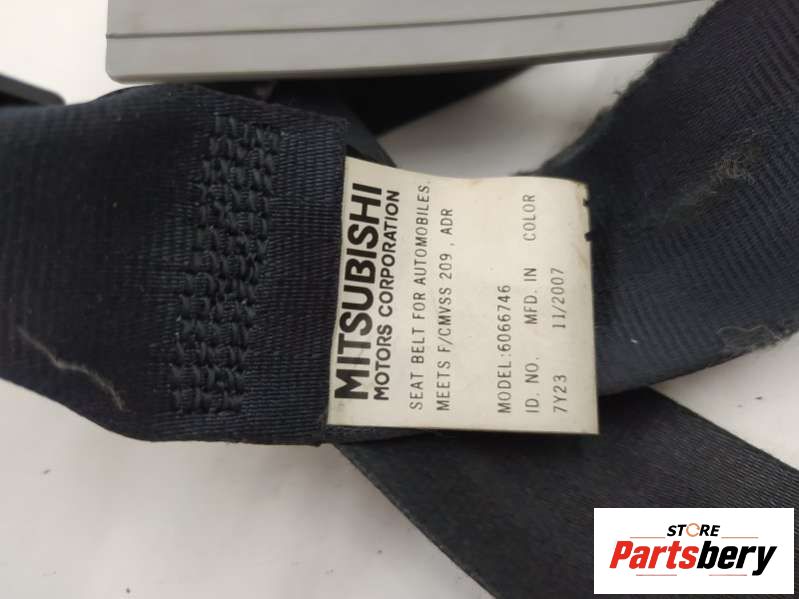 MITSUBISHI
MOTORS CORPORATION
SEAT BELT FOR AUTOMOBILES.
MEETS F/CMVSS 209 , ADR
MODEL:6066746
ID. NO. MFD. IN COLOR
7Y23 11/2007
STORE
Partsbery